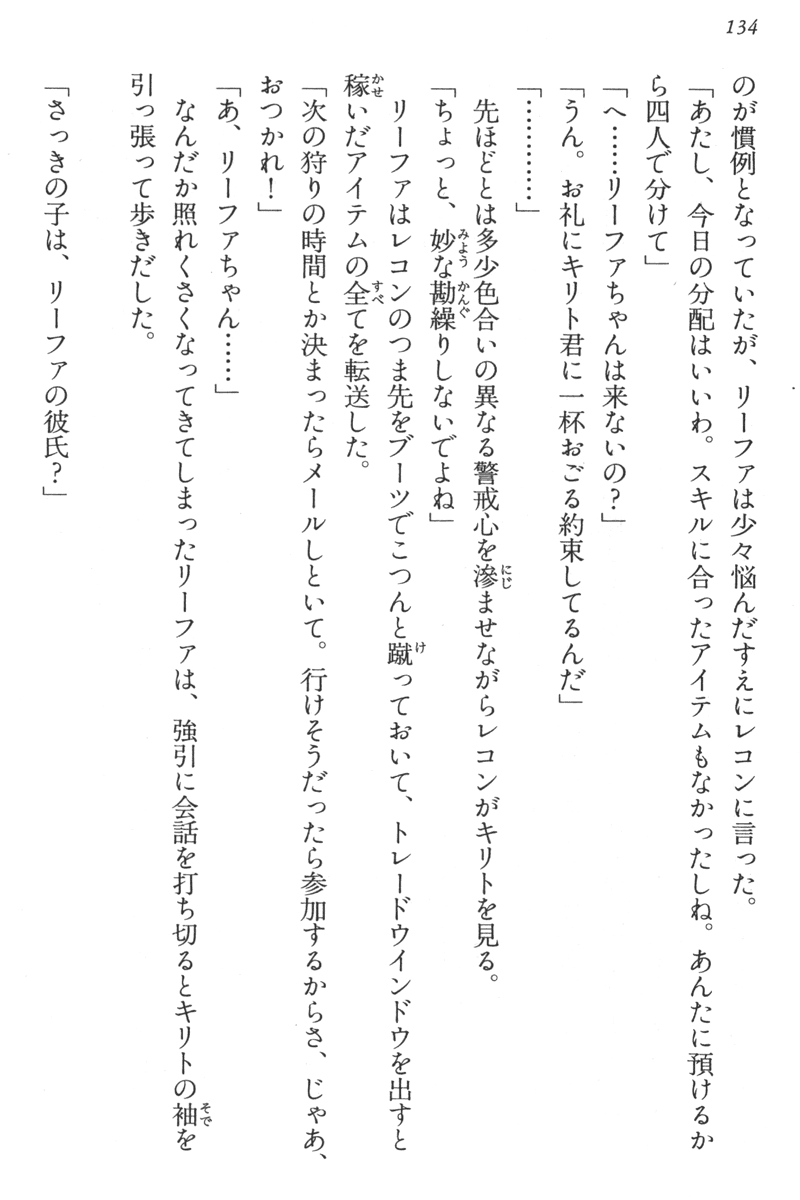 134
のが慣例となっていたが、リーファは少々悩んだすえにレコンに言った。
「あたし、今日の分配はいいわ。スキルに合ったアイテムもなかったしね。あんたに預けるか
ら四人で分けて」
「へ……リーファちゃんは来ないの？」
「うん。お礼にキリト君に一杯おごる約束してるんだ」
「…………」
先ほどとは多少色合いの異なる警戒心を滲ませながらレコンがキリトを見る。
「ちょっと、妙な勘繰りしないでよね」
リーファはレコンのつま先をブーツでこつんと蹴っておいて、トレードウインドウを出すと
稼いだアイテムの全てを転送した。
「次の狩りの時間とか決まったらメールしといて。行けそうだったら参加するからさ、じゃあ、
おつかれ！」
「あ、リーファちゃん……」
なんだか照れくさくなってきてしまったリーファは、強引に会話を打ち切るとキリトの袖を
引っ張って歩きだした。
「さっきの子は、リーファの彼氏？」